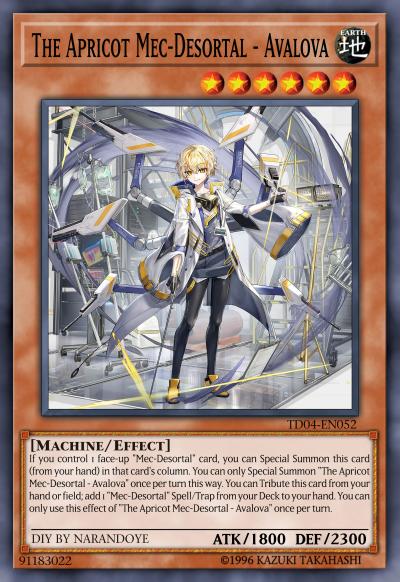 The Apricot Mec-Desortal - Avalova
EARTH
地
TD04-EN052
[Machine/Effect]
If you control 1 face-up "Mec-Desortal" card, you can Special Summon this card
(from your hand) in that card's column. You can only Special Summon "The Apricot
Mec-Desortal - Avalova" once per turn this way. You can Tribute this card from your
hand or field; add 1 "Mec-Desortal" Spell/Trap from your Deck to your hand. You can
only use this effect of "The Apricot Mec-Desortal - Avalova" once per turn.
DIY BY NARANDOYE
ATK/1800 DEF/2300
91183022
©1996 KAZUKI TAKAHASHI